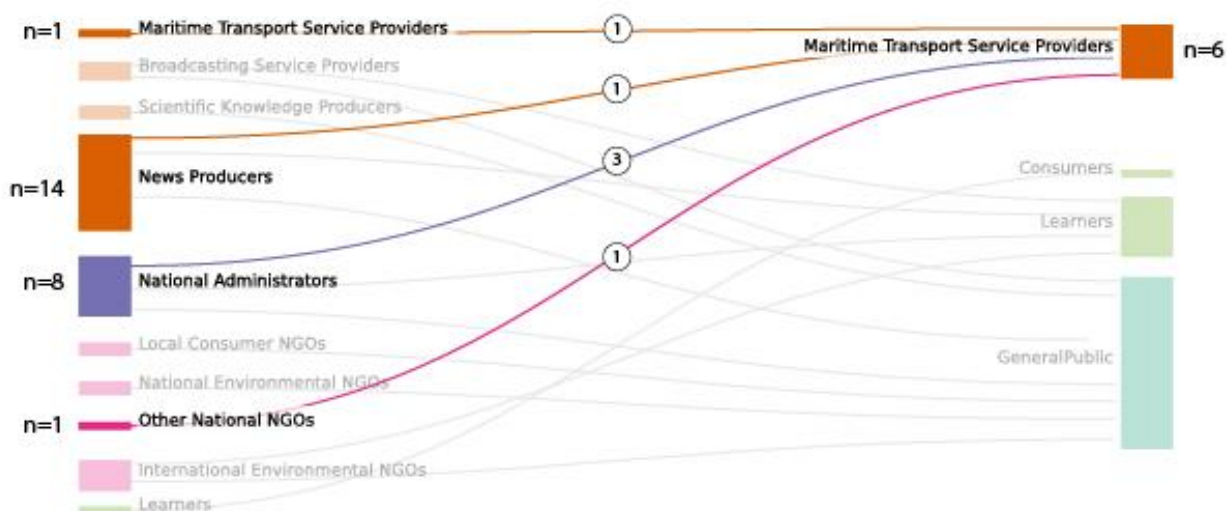 n=1 Maritime Transport Service Providers 1
Maritime Transport Service Providers n=6
Broadcasting Service Providers
1
Scientific Knowledge Producers
3
Consumers
n=14 News Producers
Learners
1
n=8 National Administrators
Local Consumer NGOs
GeneralPublic
National Environmental NGOs
n=1 Other National NGOs
International Environmental NGOs
Learners